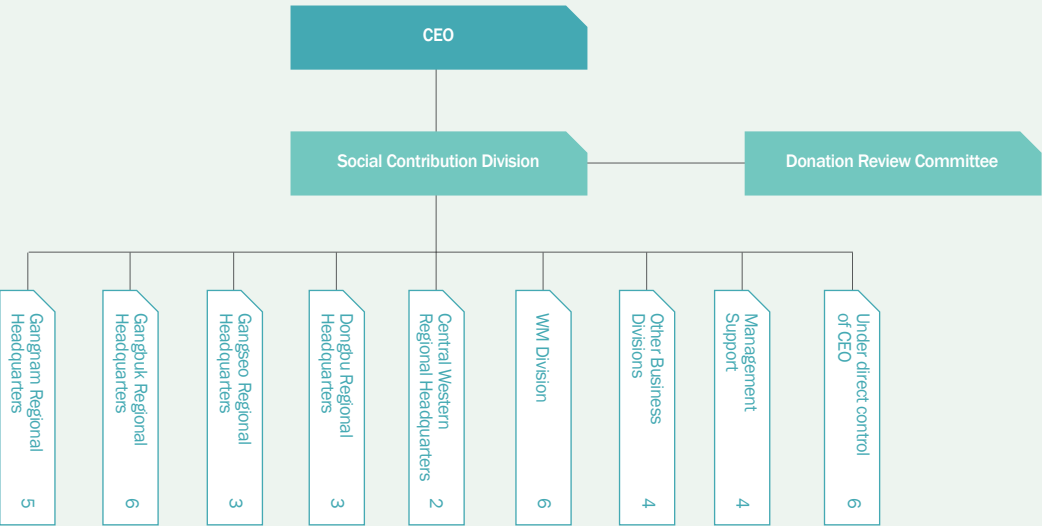 CEO
Social Contribution Division
Donation Review Committee
Gangnam Regional
Headquarters
5
Gangbuk Regional
Headquarters
6
Gangseo Regional
Headquarters
3
Dongbu Regional
Headquarters
3
Central Western
Regional Headquarters
2
WM Division
6
Other Business
Divisions
4
Management
Support
4
Under direct control
of CEO
6